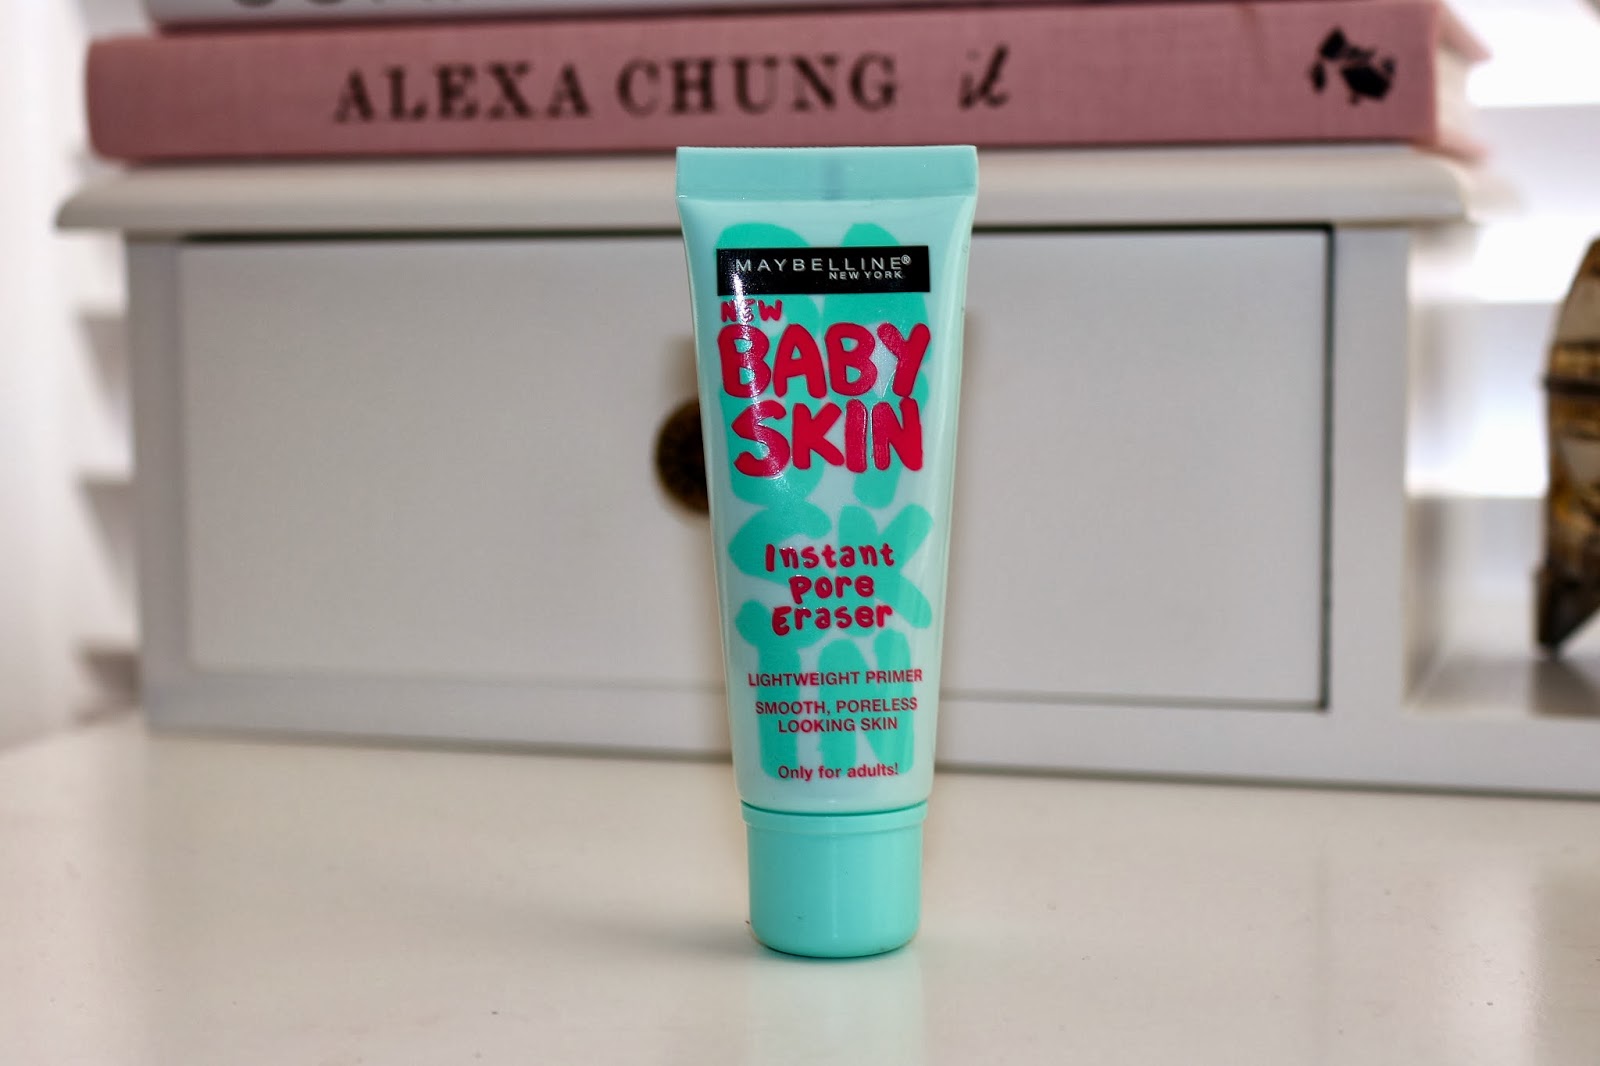 ALEXA CHUNG it
MAYBELLINE®
NEW YORK
NEW
BABY
SKIN
Instant
Pore
Eraser
LIGHTWEIGHT PRIMER
SMOOTH, PORELESS
LOOKING SKIN
Only for adults!